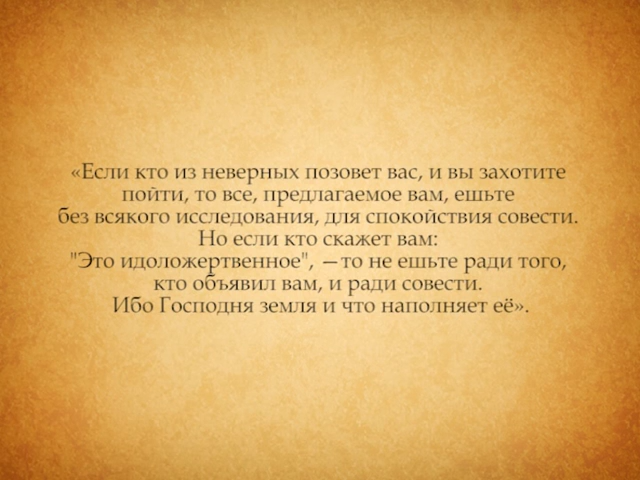 «Если кто из неверных позовет вас, и вы захотите
пойти, то все, предлагаемое вам, ешьте
без всякого исследования, для спокойствия совести.
Но если кто скажет вам:
"Это идоложертвенное", —то не ешьте ради того,
кто объявил вам, и ради совести.
Ибо Господня земля и что наполняет её».